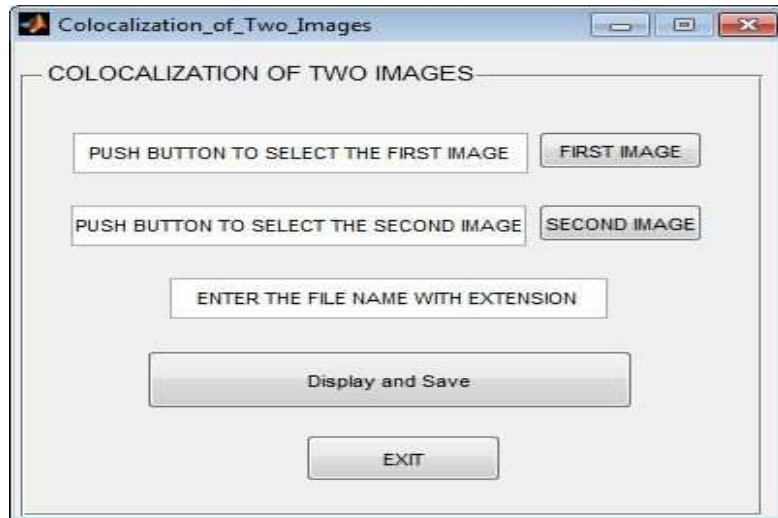 Colocalization_of_Two_Images
COLOCALIZATION OF TWO IMAGES
PUSH BUTTON TO SELECT THE FIRST IMAGE
FIRST IMAGE
PUSH BUTTON TO SELECT THE SECOND IMAGE
SECOND IMAGE
ENTER THE FILE NAME WITH EXTENSION
Display and Save
EXIT